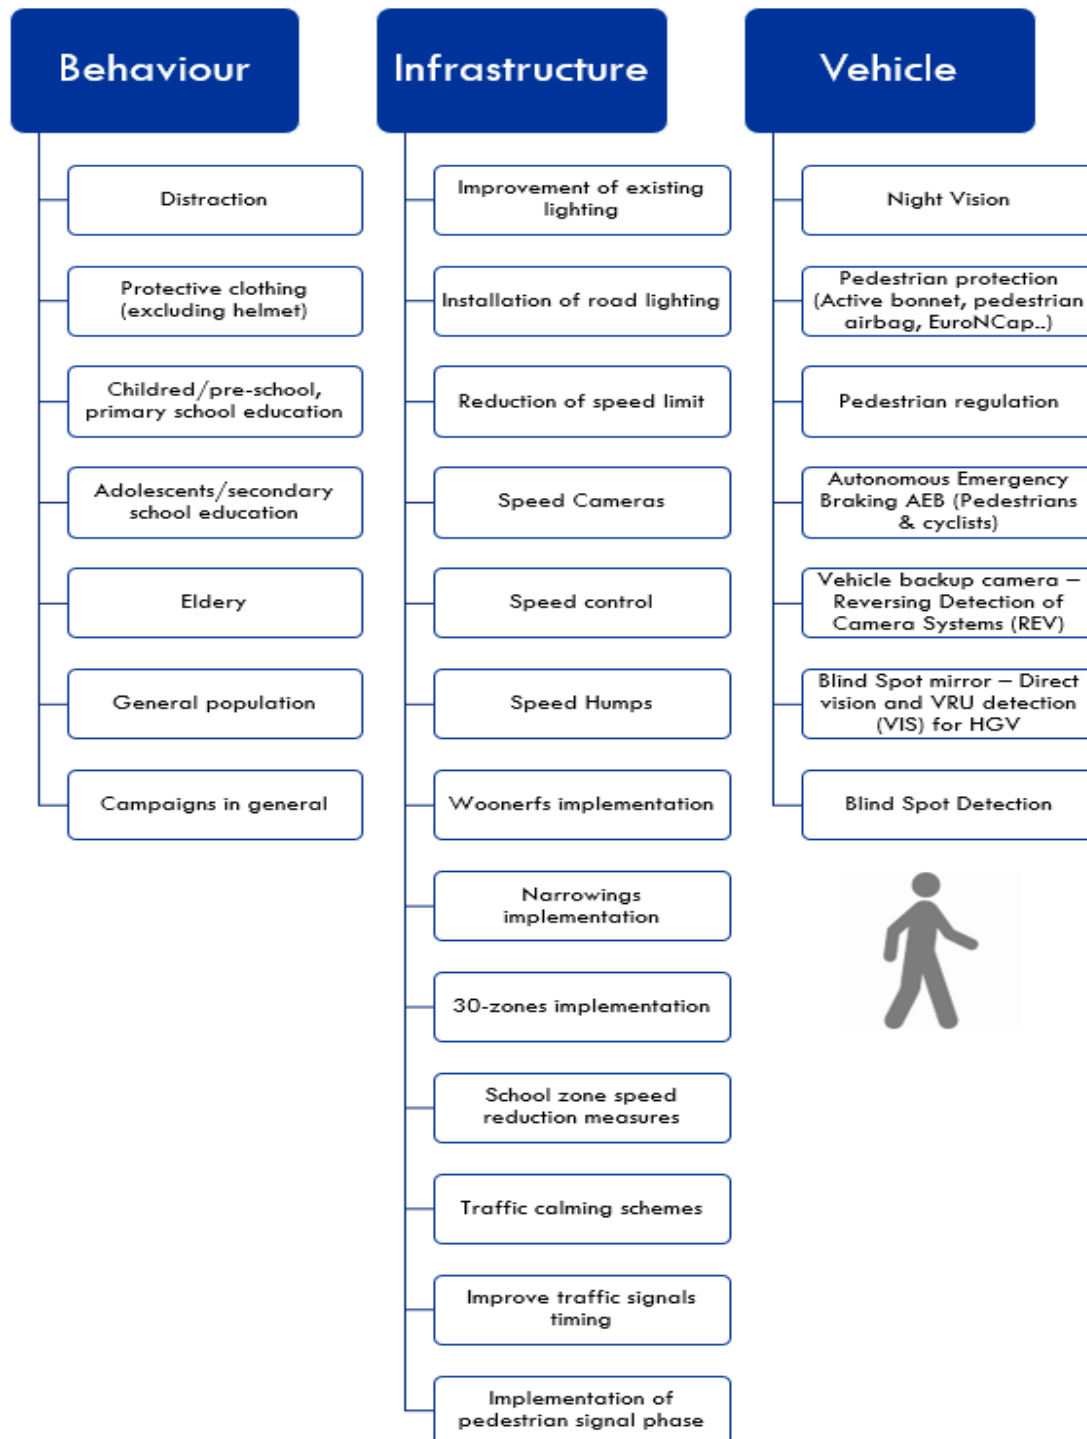 Behaviour
Distraction
Protective clothing
(excluding helmet)
Childred/pre-school,
primary school education
Adolescents/secondary
school education
Eldery
General population
Campaigns in general
Infrastructure
Improvement of existing
lighting
Installation of road lighting
Reduction of speed limit
Speed Cameras
Speed control
Speed Humps
Woonerfs implementation
Narrowings
implementation
30-zones implementation
School zone speed
reduction measures
Traffic calming schemes
Improve traffic signals
timing
Implementation of
pedestrian signal phase
Vehicle
Night Vision
Pedestrian protection
(Active bonnet, pedestrian
airbag, EuroNCap..)
Pedestrian regulation
Autonomous Emergency
Braking AEB (Pedestrians
& cyclists)
Vehicle backup camera –
Reversing Detection of
Camera Systems (REV)
Blind Spot mirror – Direct
vision and VRU detection
(VIS) for HGV
Blind Spot Detection